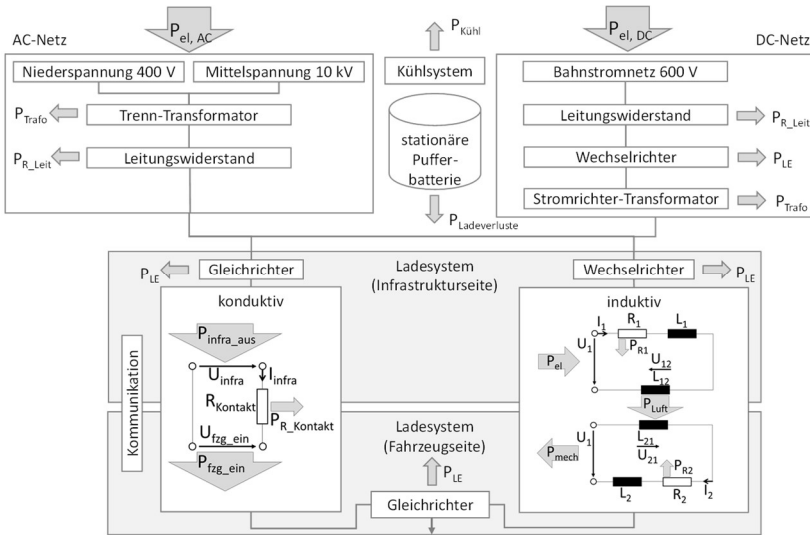 AC-Netz
P_el, AC
P_Kühl
P_el, DC
DC-Netz
Niederspannung 400 V
Mittelspannung 10 kV
Kühlsystem
Bahnstromnetz 600 V
P_Trafo
Trenn-Transformator
Leitungswiderstand
P_R_Leit
P_R_Leit
Leitungswiderstand
stationäre
Puffer-
batterie
Wechselrichter
P_LE
Stromrichter-Transformator
P_Trafo
P_Ladeverluste
P_LE
Gleichrichter
Ladesystem
(Infrastrukturseite)
Wechselrichter
P_LE
konduktiv
induktiv
P_infra_aus
U_infra
I_infra
R_Kontakt
P_R_Kontakt
U_fzg_ein
P_fzg_ein
Kommunikation
I_1
R_1
L_1
U_1
P_R1
P_el
U_12
L_12
P_Luft
Ladesystem
(Fahrzeugseite)
U_1
L_21
U_21
P_mech
P_R2
L_2
R_2
I_2
P_LE
Gleichrichter